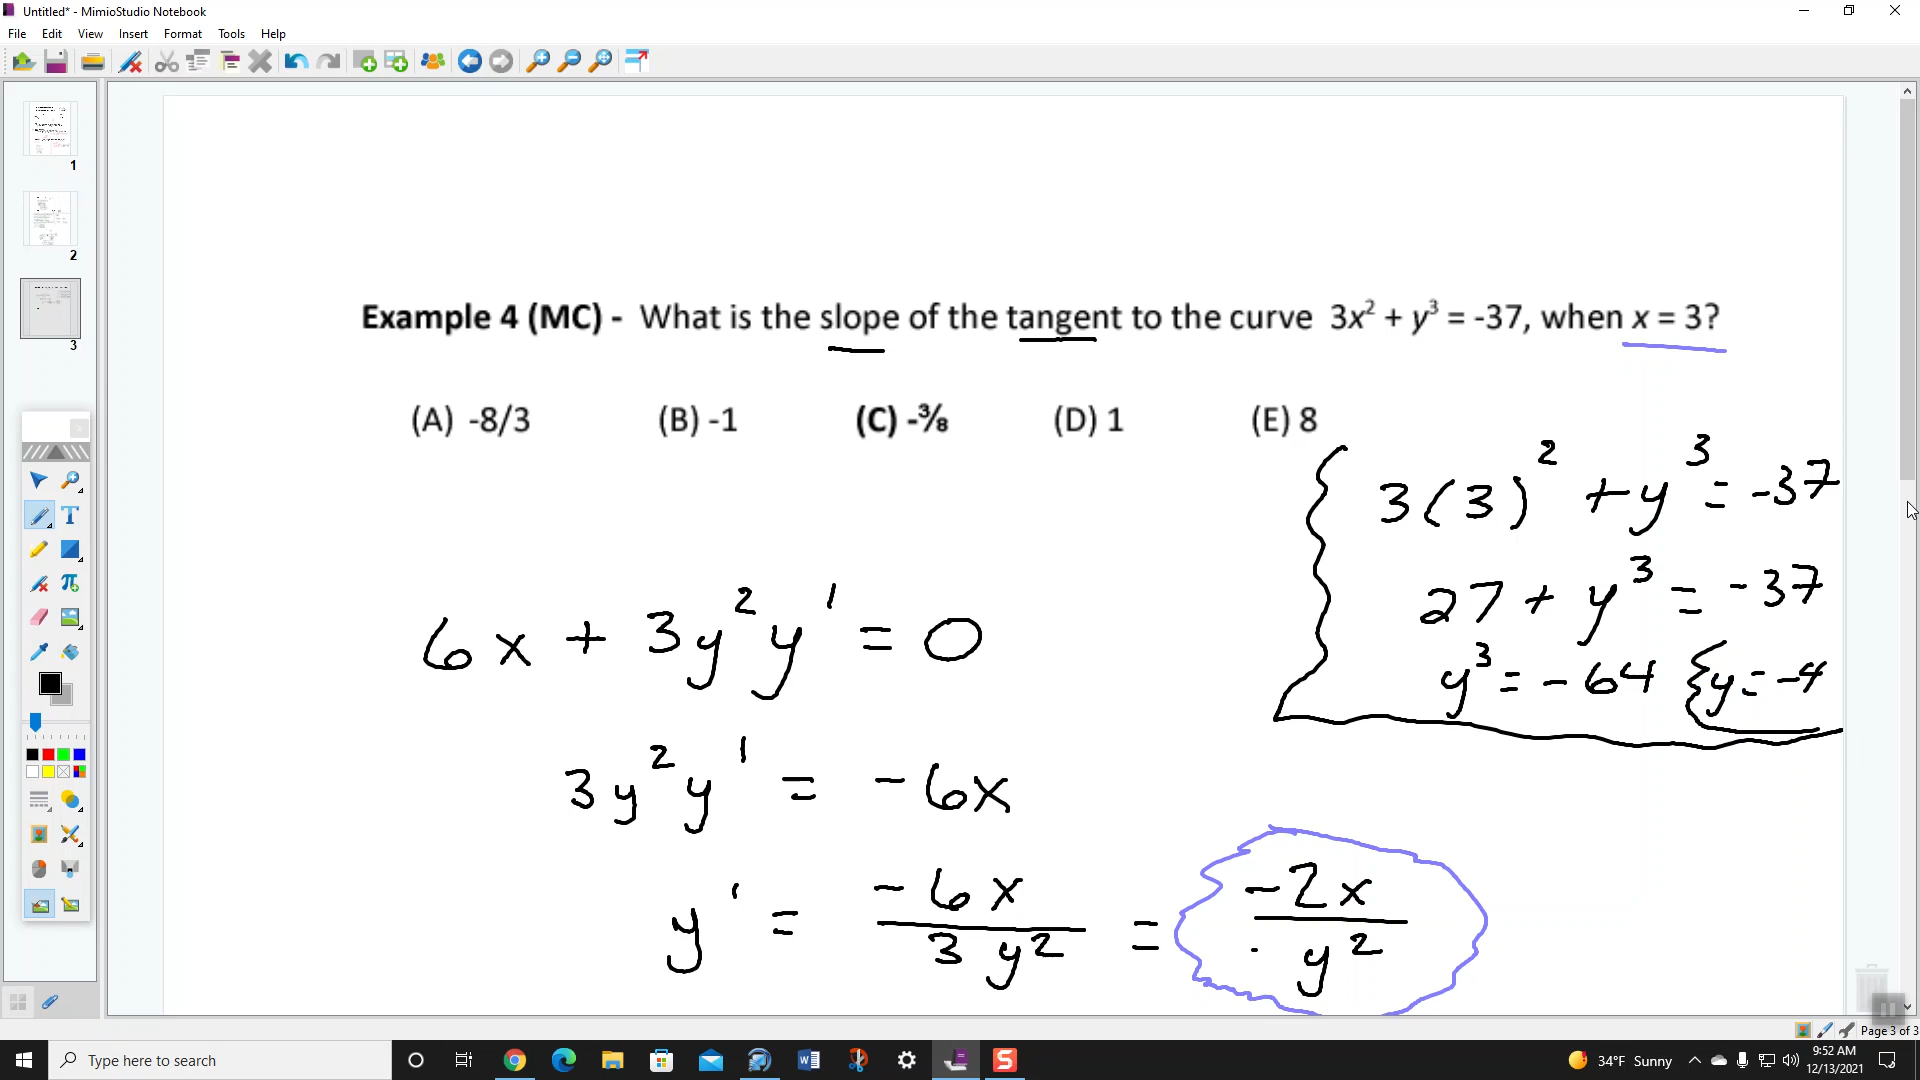 Untitled* - MimioStudio Notebook
File Edit View Insert Format Tools Help
1
2
3
Example 4 (MC) - What is the slope of the tangent to the curve 3x² + y³ = -37, when x = 3?
(A) -8/3 (B) -1 (C) -⅜ (D) 1 (E) 8
3(3)² + y³ = -37
27 + y³ = -37
y³ = -64 {y = -4
6x + 3y²y' = 0
3y²y' = -6x
y' = -6x / 3y² = -2x / y²
Page 3 of 3
Type here to search
34°F Sunny
9:52 AM
12/13/2021